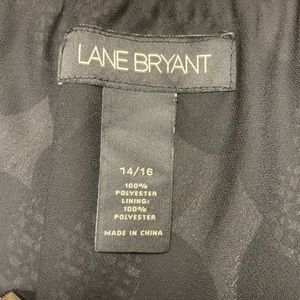 LANE BRYANT
14/16
100%
POLYESTER
LINING:
100%
POLYESTER
MADE IN CHINA